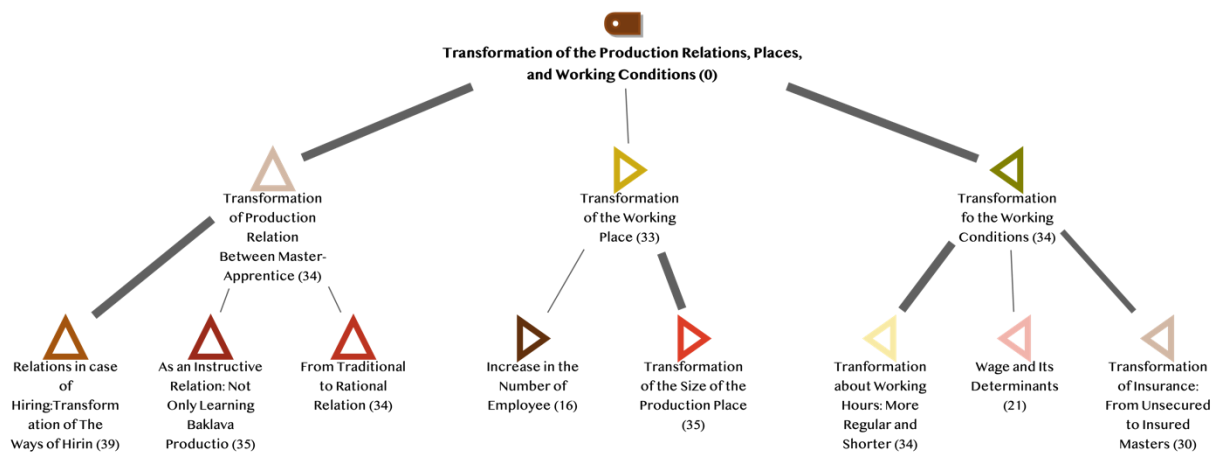 Transformation of the Production Relations, Places,
and Working Conditions (0)
Transformation
of Production
Relation
Between Master-
Apprentice (34)
Transformation
of the Working
Place (33)
Transformation
fo the Working
Conditions (34)
Relations in case
of
Hiring:Transform
ation of The
Ways of Hirin (39)
As an Instructive
Relation: Not
Only Learning
Baklava
Productio (35)
From Traditional
to Rational
Relation (34)
Increase in the
Number of
Employee (16)
Transformation
of the Size of the
Production Place
(35)
Tranformation
about Working
Hours: More
Regular and
Shorter (34)
Wage and Its
Determinants
(21)
Transformation
of Insurance:
From Unsecured
to Insured
Masters (30)